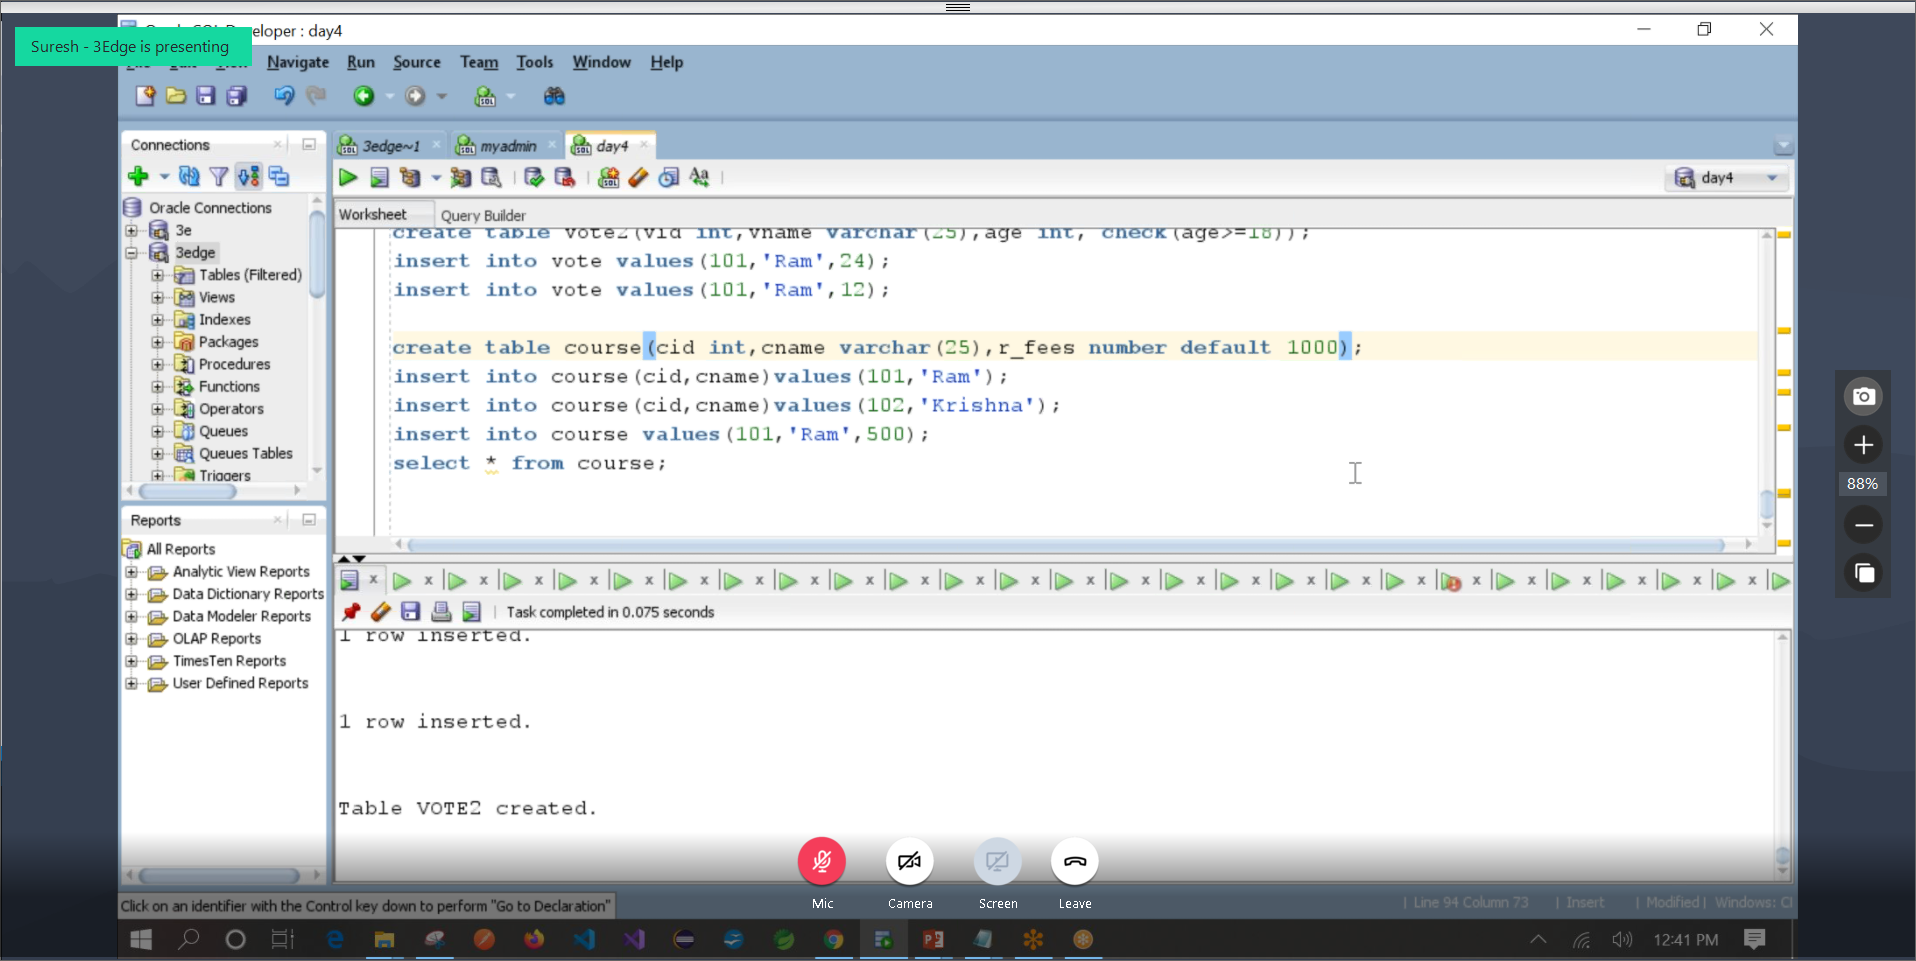 eloper : day4
Suresh - 3Edge is presenting
Navigate Run Source Team Tools Window Help
Connections
3edge~1 myadmin day4
day4
Worksheet Query Builder
Oracle Connections
3e
3edge
Tables (Filtered)
Views
Indexes
Packages
Procedures
Functions
Operators
Queues
Queues Tables
Triggers
create table vote2(vid int,vname varchar(25),age int, check(age>=18));
insert into vote values(101,'Ram',24);
insert into vote values(101,'Ram',12);
create table course(cid int,cname varchar(25),r_fees number default 1000);
insert into course(cid,cname)values(101,'Ram');
insert into course(cid,cname)values(102,'Krishna');
insert into course values(101,'Ram',500);
select * from course;
88%
Reports
All Reports
Analytic View Reports
Data Dictionary Reports
Data Modeler Reports
OLAP Reports
TimesTen Reports
User Defined Reports
Task completed in 0.075 seconds
1 row inserted.
1 row inserted.
Table VOTE2 created.
Mic Camera Screen Leave
Click on an identifier with the Control key down to perform "Go to Declaration"
| Line 94 Column 73 | Insert | Modified | Windows: C
12:41 PM